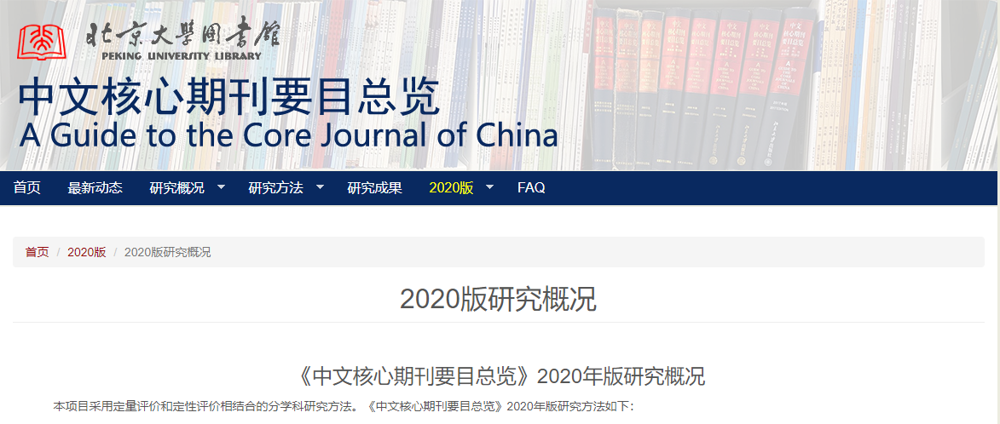 北京大學圖書館
PEKING UNIVERSITY LIBRARY
中文核心期刊要目总览
A Guide to the Core Journal of China
首页 最新动态 研究概况 研究方法 研究成果 2020版 FAQ
首页 / 2020版 / 2020版研究概况
2020版研究概况
《中文核心期刊要目总览》2020年版研究概况
本项目采用定量评价和定性评价相结合的分学科研究方法。《中文核心期刊要目总览》2020年版研究方法如下：